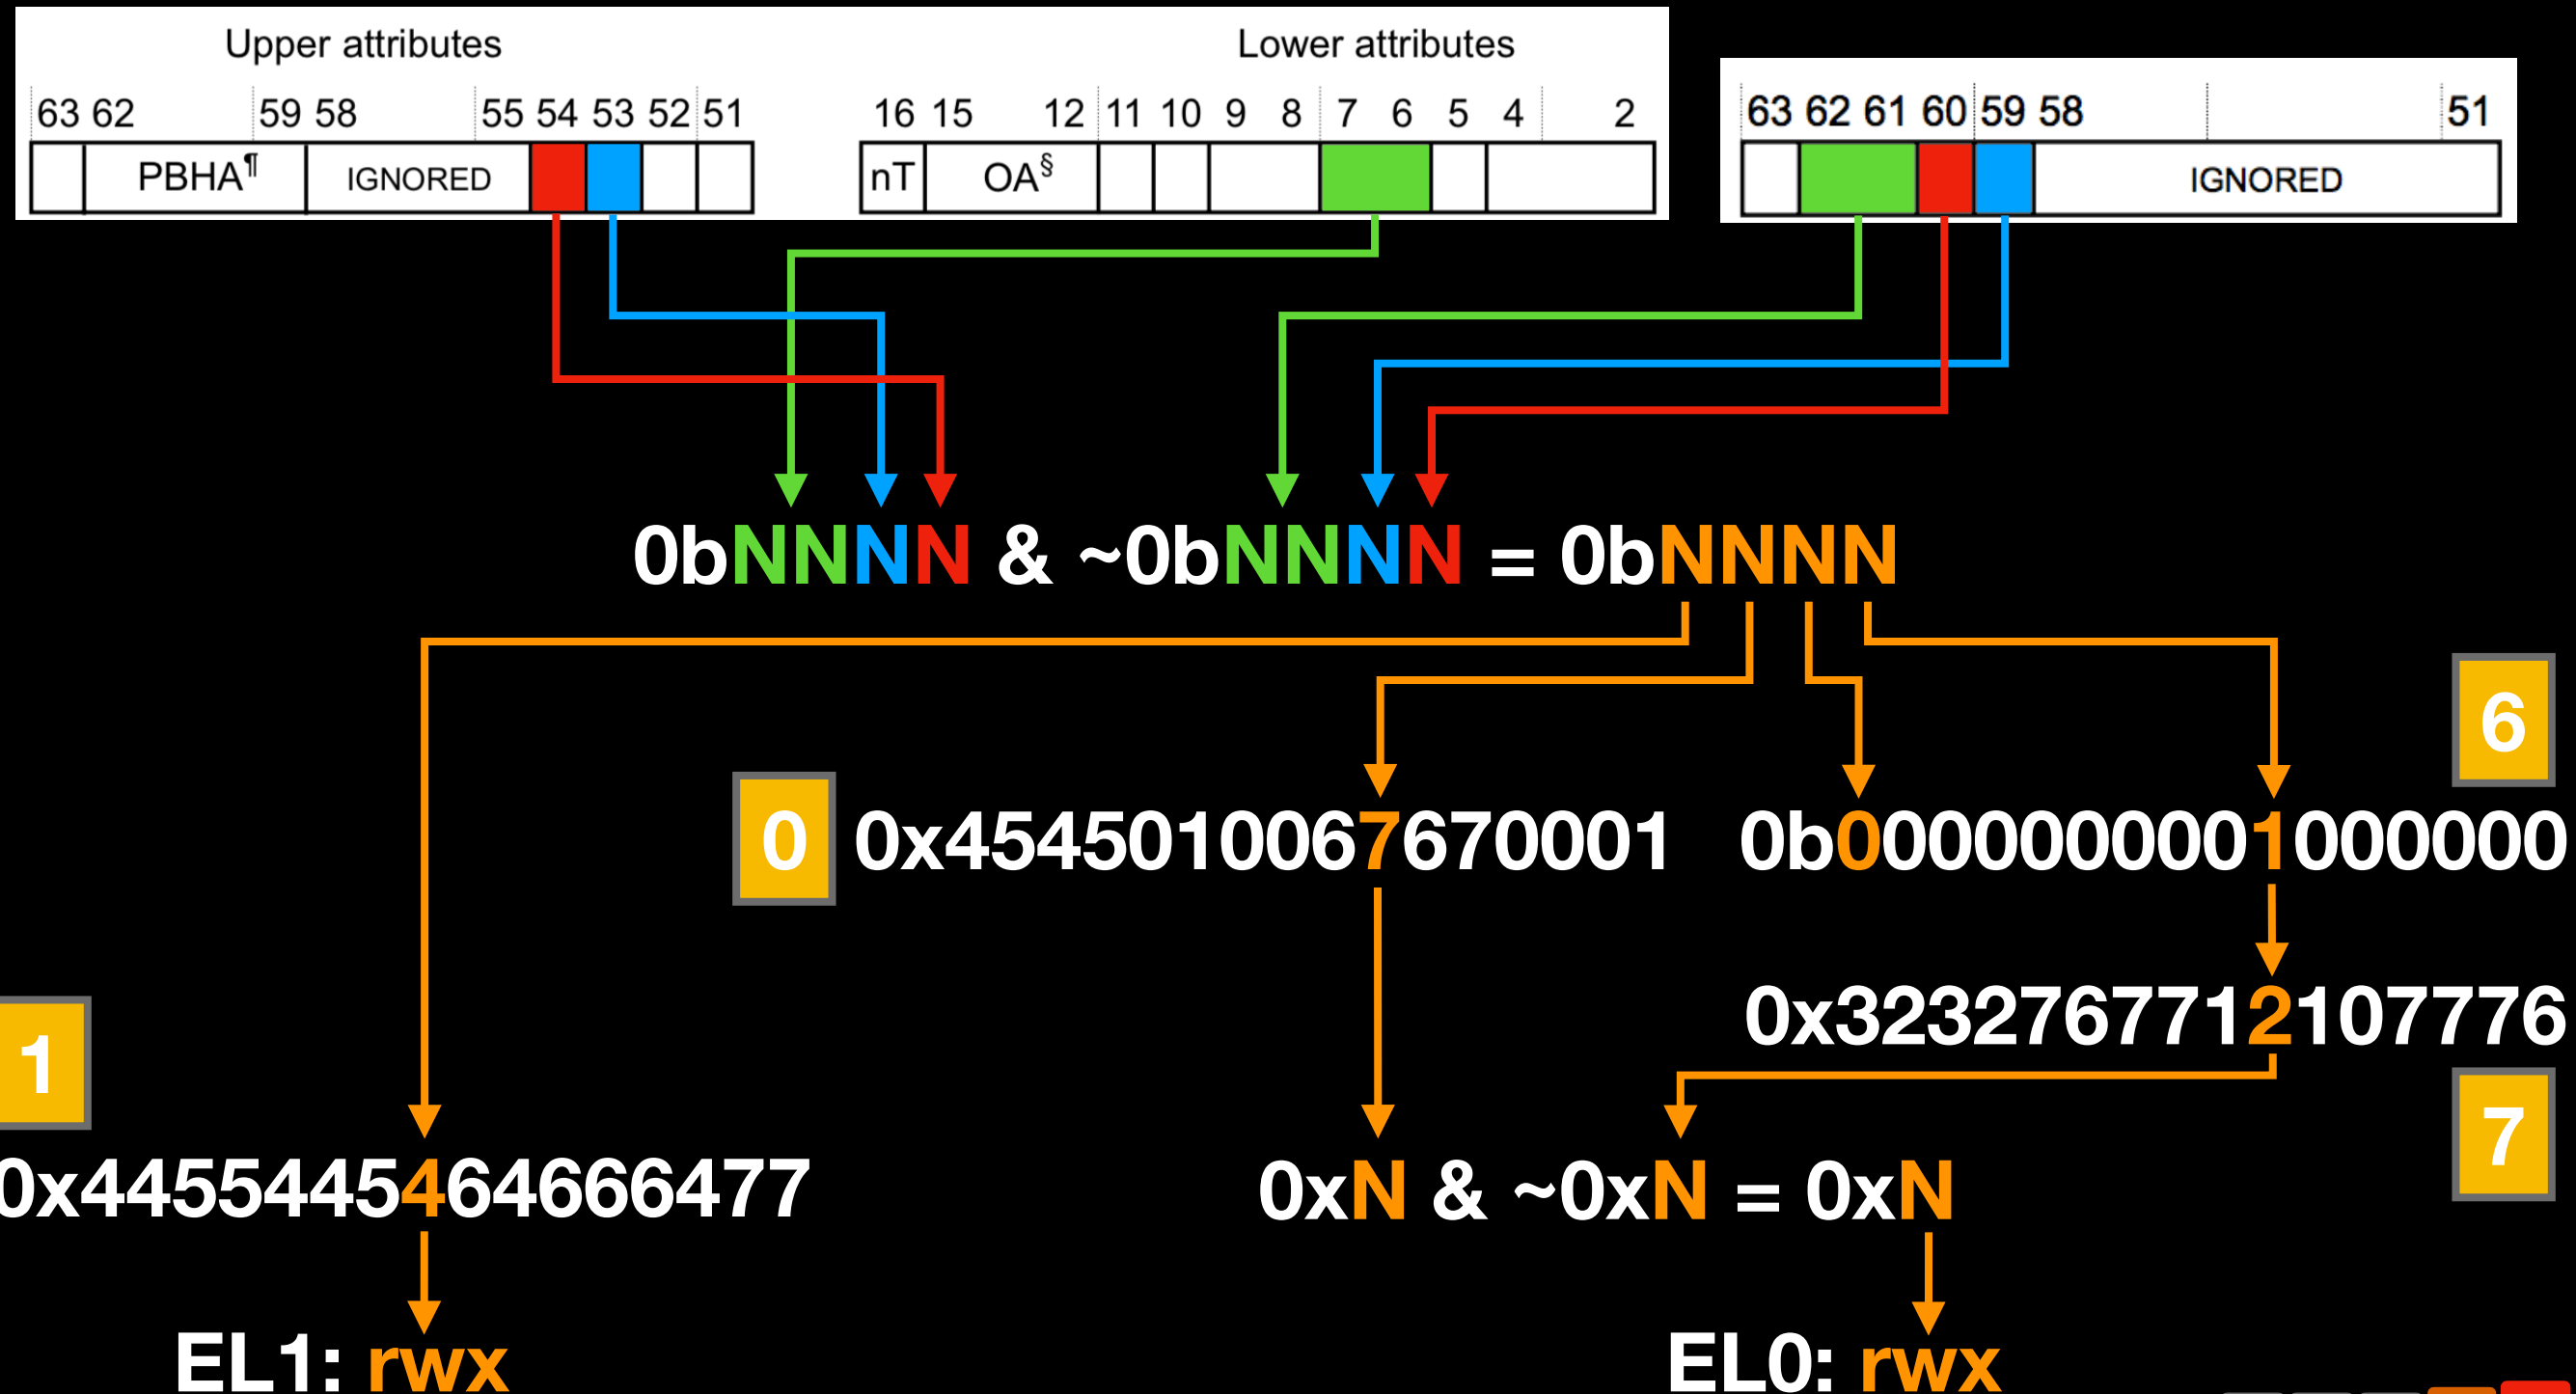 Upper attributes
Lower attributes
63 62 59 58 55 54 53 52 51
16 15 12 11 10 9 8 7 6 5 4 2
63 62 61 60 59 58 51
PBHA¶ IGNORED
nT OA§
IGNORED
0bNNNN & ~0bNNNN = 0bNNNN
6
0 0x4545010067670001 0b0000000001000000
0x3232767712107776
1
7
0x4455445464666477
0xN & ~0xN = 0xN
EL1: rwx
EL0: rwx